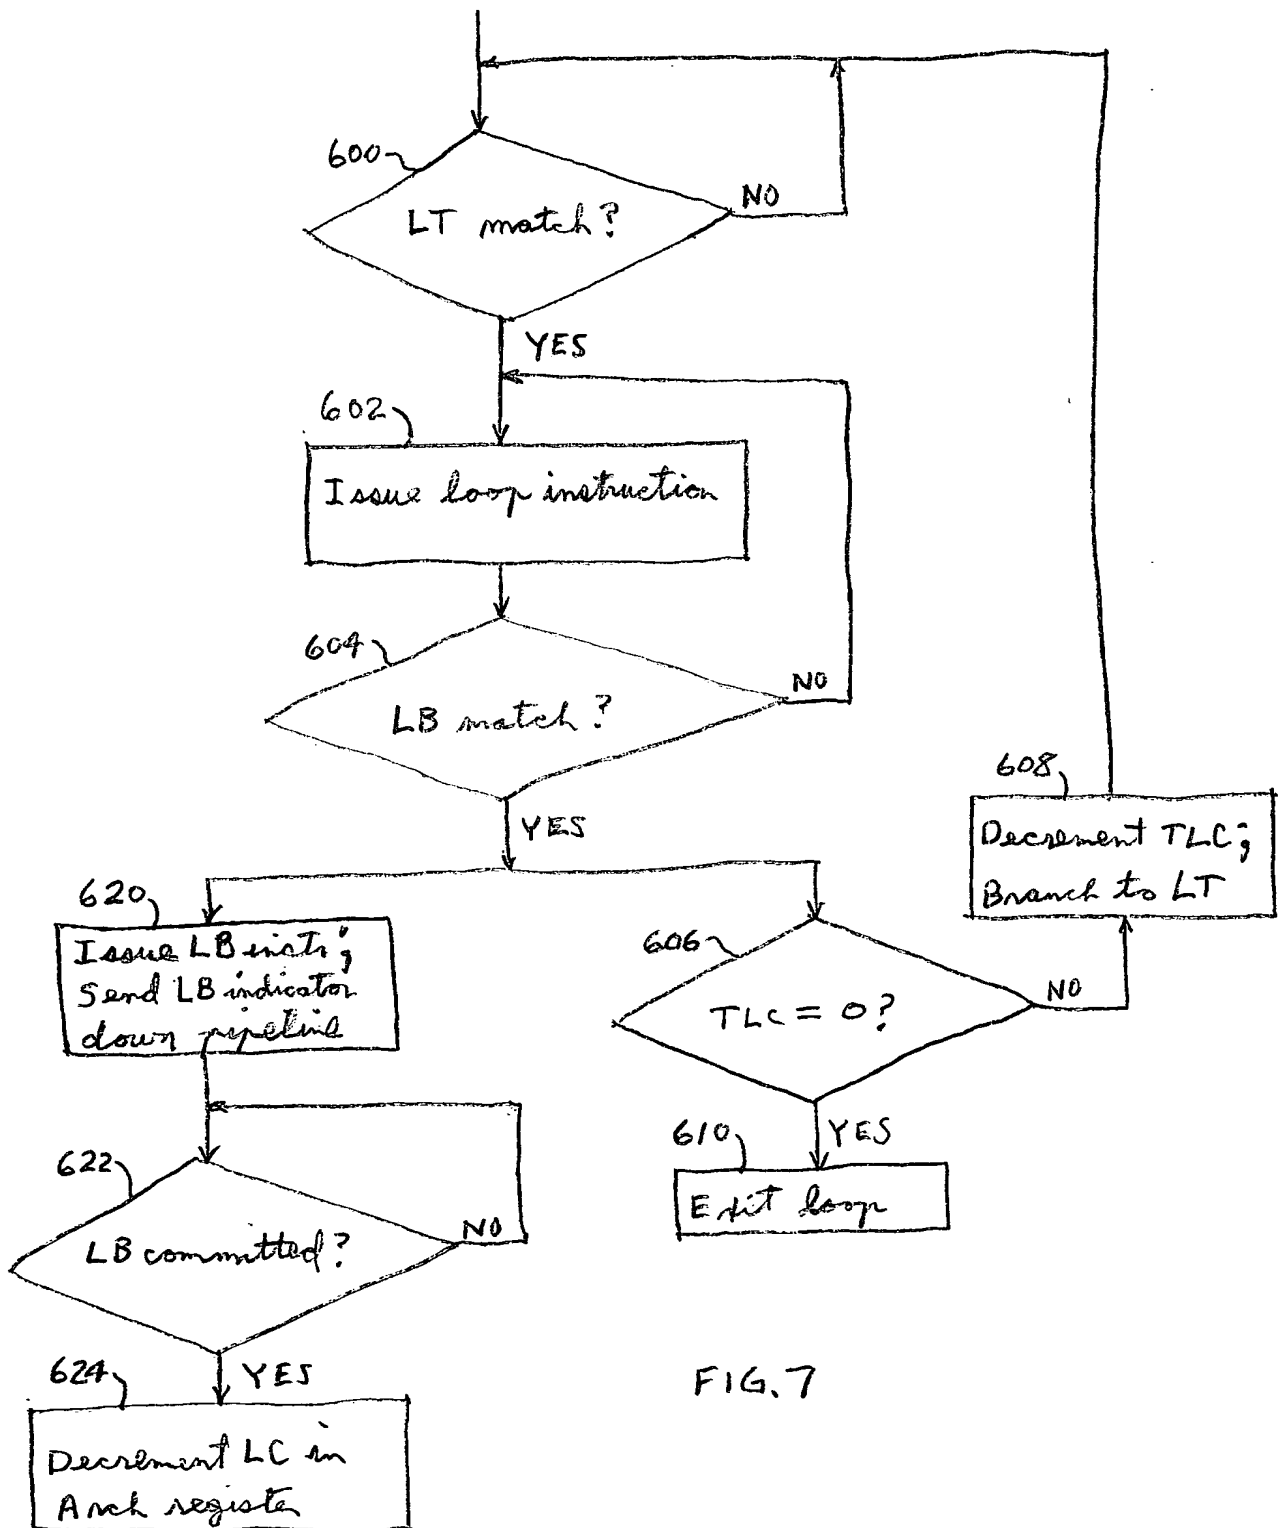 600
LT match?
NO
YES
602
Issue loop instruction
604
LB match?
NO
YES
608
Decrement TLC;
Branch to LT
620
Issue LB instr;
Send LB indicator
down pipeline
606
TLC = 0?
NO
YES
610
Exit loop
622
LB committed?
NO
YES
624
Decrement LC in
Arch register
FIG. 7